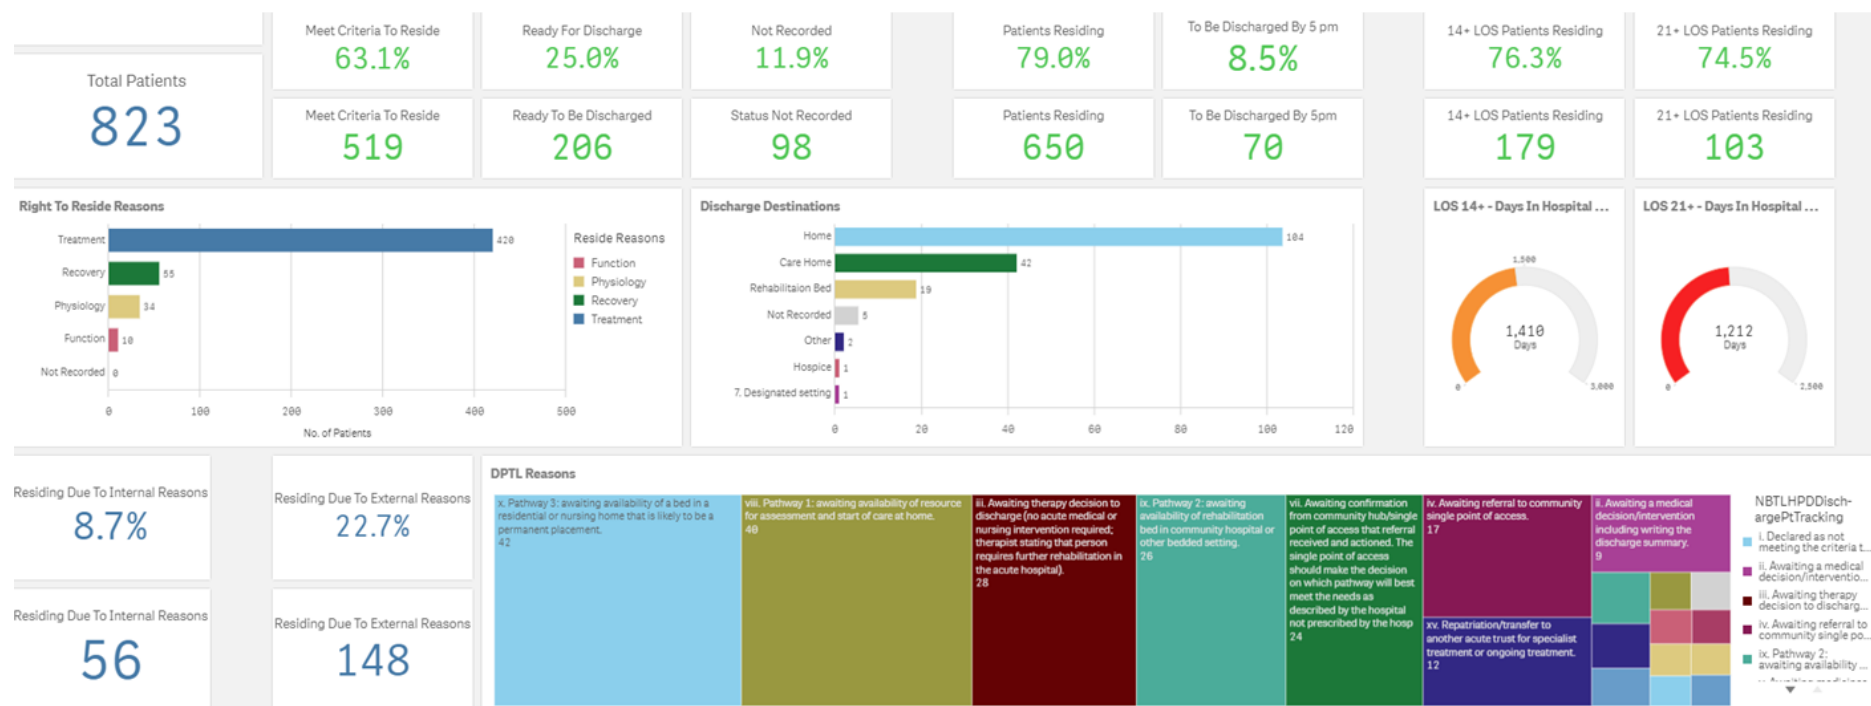 Total Patients
823
Meet Criteria To Reside
63.1%
Ready For Discharge
25.0%
Not Recorded
11.9%
Patients Residing
79.0%
To Be Discharged By 5 pm
8.5%
14+ LOS Patients Residing
76.3%
21+ LOS Patients Residing
74.5%
Meet Criteria To Reside
519
Ready To Be Discharged
206
Status Not Recorded
98
Patients Residing
650
To Be Discharged By 5pm
70
14+ LOS Patients Residing
179
21+ LOS Patients Residing
103
Right To Reside Reasons
Treatment
420
Recovery
55
Physiology
34
Function
10
Not Recorded
0
0 100 200 300 400 500
No. of Patients
Reside Reasons
Function
Physiology
Recovery
Treatment
Discharge Destinations
Home
104
Care Home
42
Rehabilitaion Bed
19
Not Recorded
5
Other
2
Hospice
1
7. Designated setting
1
0 20 40 60 80 100 120
LOS 14+ - Days In Hospital ...
1,500
1,410
Days
0
3,000
LOS 21+ - Days In Hospital ...
1,212
Days
0
2,500
Residing Due To Internal Reasons
8.7%
Residing Due To External Reasons
22.7%
Residing Due To Internal Reasons
56
Residing Due To External Reasons
148
DPTL Reasons
x. Pathway 3: awaiting availability of a bed in a
residential or nursing home that is likely to be a
permanent placement.
42
viii. Pathway 1: awaiting availability of resource
for assessment and start of care at home.
40
iii. Awaiting therapy decision to
discharge (no acute medical or
nursing intervention required;
therapist stating that person
requires further rehabilitation in
the acute hospital).
28
ix. Pathway 2: awaiting
availability of rehabilitation
bed in community hospital or
other bedded setting.
26
vii. Awaiting confirmation
from community hub/single
point of access that referral
received and actioned. The
single point of access
should make the decision
on which pathway will best
meet the needs as
described by the hospital
not prescribed by the hosp
24
iv. Awaiting referral to community
single point of access.
17
xv. Repatriation/transfer to
another acute trust for specialist
treatment or ongoing treatment.
12
ii. Awaiting a medical
decision/intervention
including writing the
discharge summary.
9
NBTLHPDDisch-
argePtTracking
i. Declared as not
meeting the criteria t...
ii. Awaiting a medical
decision/interventio...
iii. Awaiting therapy
decision to discharg...
iv. Awaiting referral to
community single po...
ix. Pathway 2:
awaiting availability ...